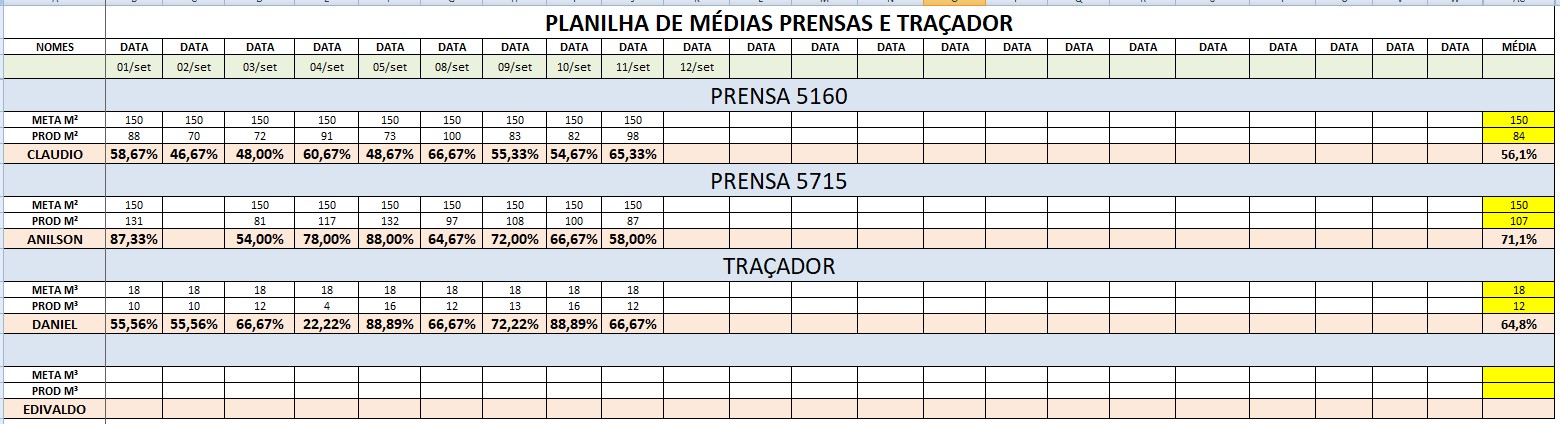 PLANILHA DE MÉDIAS PRENSAS E TRAÇADOR
NOMES DATA DATA DATA DATA DATA DATA DATA DATA DATA DATA DATA DATA DATA DATA DATA DATA DATA DATA DATA DATA DATA DATA MÉDIA
01/set 02/set 03/set 04/set 05/set 08/set 09/set 10/set 11/set 12/set
PRENSA 5160
META M² 150 150 150 150 150 150 150 150 150 150
PROD M² 88 70 72 91 73 100 83 82 98 84
CLAUDIO 58,67% 46,67% 48,00% 60,67% 48,67% 66,67% 55,33% 54,67% 65,33% 56,1%
PRENSA 5715
META M² 150 150 150 150 150 150 150 150 150
PROD M² 131 81 117 132 97 108 100 87 107
ANILSON 87,33% 54,00% 78,00% 88,00% 64,67% 72,00% 66,67% 58,00% 71,1%
TRAÇADOR
META M³ 18 18 18 18 18 18 18 18 18 18
PROD M³ 10 10 12 4 16 12 13 16 12 12
DANIEL 55,56% 55,56% 66,67% 22,22% 88,89% 66,67% 72,22% 88,89% 66,67% 64,8%
META M³
PROD M³
EDIVALDO